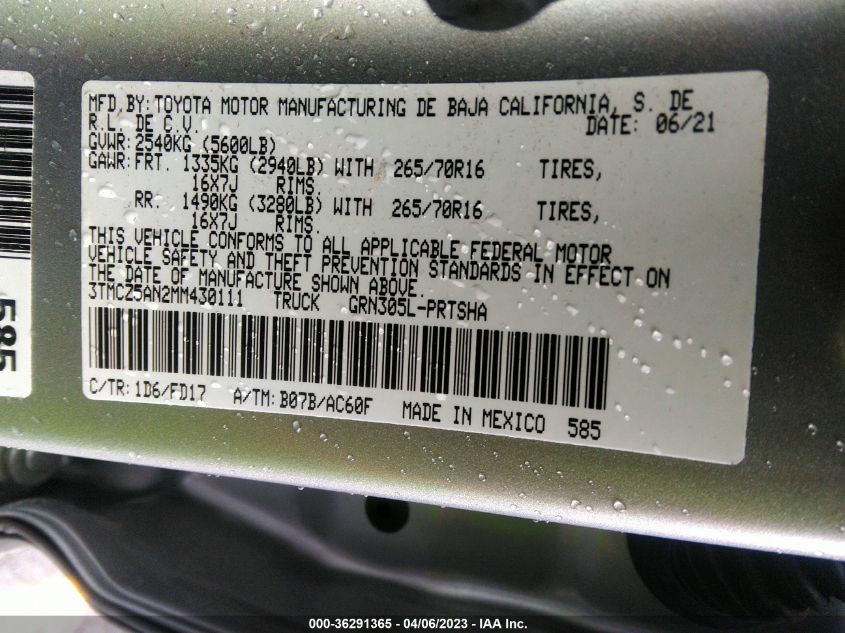 MFD.BY: TOYOTA MOTOR MANUFACTURING DE BAJA CALIFORNIA, S. DE
R.L. DE C.V. DATE: 06/21
GVWR: 2540KG (5600LB)
GAWR: FRT. 1335KG (2940LB) WITH 265/70R16 TIRES,
16X7J RIMS.
RR. 1490KG (3280LB) WITH 265/70R16 TIRES,
16X7J RIMS.
THIS VEHICLE CONFORMS TO ALL APPLICABLE FEDERAL MOTOR
VEHICLE SAFETY AND THEFT PREVENTION STANDARDS IN EFFECT ON
THE DATE OF MANUFACTURE SHOWN ABOVE.
3TMCZ5AN2MM430111 TRUCK GRN305L-PRTSHA
C/TR: 1D6/FD17 A/TM: B07B/AC60F MADE IN MEXICO 585
585
000-36291365 - 04/06/2023 - IAA Inc.